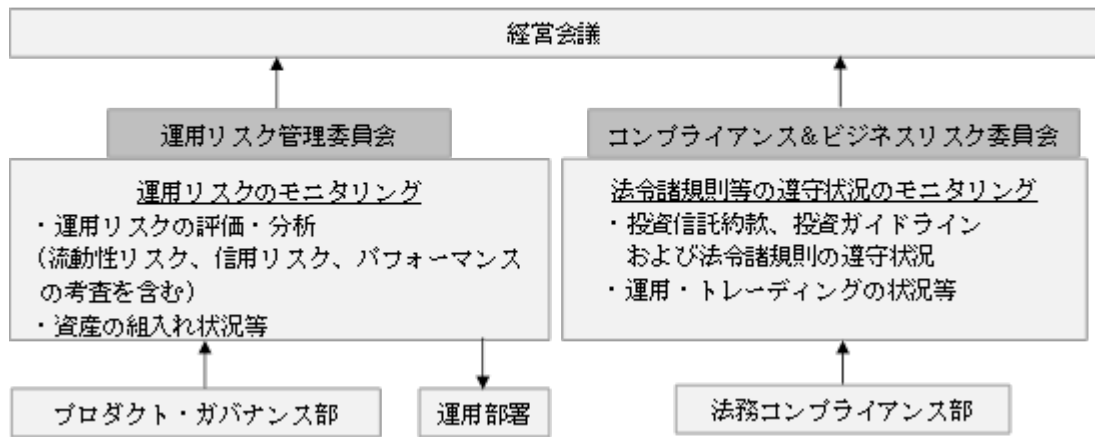 経営会議
運用リスク管理委員会
運用リスクのモニタリング
・運用リスクの評価・分析
(流動性リスク、信用リスク、パフォーマンス
の考査を含む)
・資産の組入れ状況等
コンプライアンス&ビジネスリスク委員会
法令諸規則等の遵守状況のモニタリング
・投資信託約款、投資ガイドライン
および法令諸規則の遵守状況
・運用・トレーディングの状況等
プロダクト・ガバナンス部
運用部署
法務コンプライアンス部